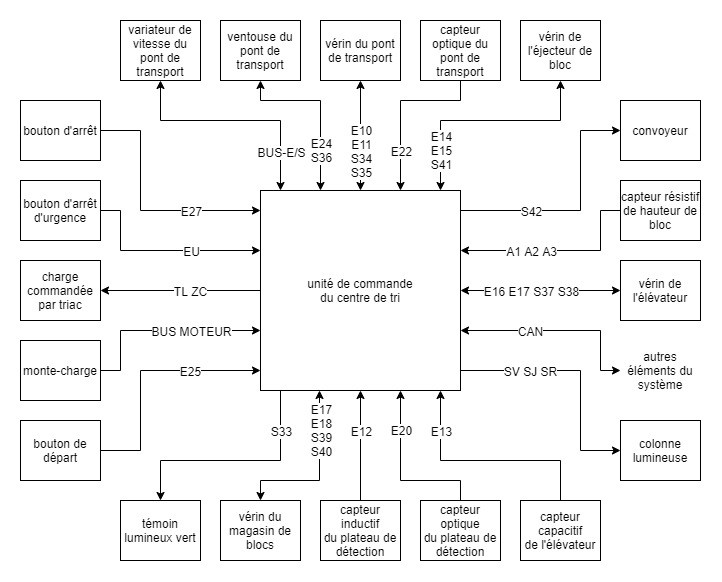 variateur de
vitesse du
pont de
transport
ventouse du
pont de
transport
vérin du pont
de transport
capteur
optique du
pont de
transport
vérin de
l'éjecteur de
bloc
BUS-E/S
E24
S36
E10
E11
S34
S35
E22
E14
E15
S41
bouton d'arrêt
E27
bouton d'arrêt
d'urgence
EU
charge
commandée
par triac
TL ZC
monte-charge
BUS MOTEUR
bouton de
départ
E25
unité de commande
du centre de tri
convoyeur
S42
capteur résistif
de hauteur de
bloc
A1 A2 A3
vérin de
l'élévateur
E16 E17 S37 S38
autres
éléments du
système
CAN
colonne
lumineuse
SV SJ SR
S33
E17
E18
S39
S40
E12
E20
E13
témoin
lumineux vert
vérin du
magasin de
blocs
capteur
inductif
du plateau de
détection
capteur
optique
du plateau de
détection
capteur
capacitif
de l'élévateur